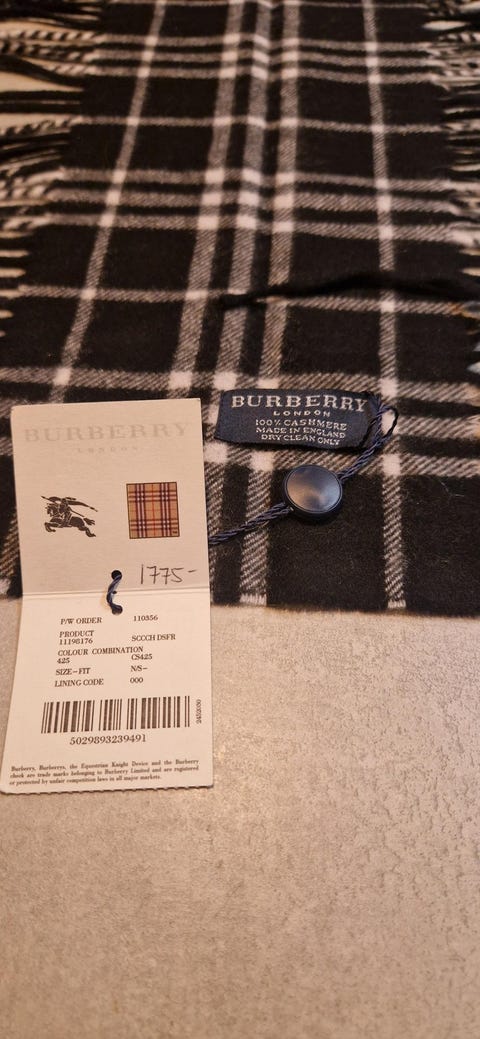 BURBERRY
LONDON
100% CASHMERE
MADE IN ENGLAND
DRY CLEAN ONLY
BURBERRY
LONDON
1775-
P/W ORDER 110356
PRODUCT
11198176 SCCCH DSFR
COLOUR COMBINATION
425 CS425
SIZE-FIT N/S-
LINING CODE 000
2452050
5029893239491
Burberry, Burberrys, the Equestrian Knight Device and the Burberry
check are trade marks belonging to Burberry Limited and are registered
or protected by unfair competition laws in all major markets.